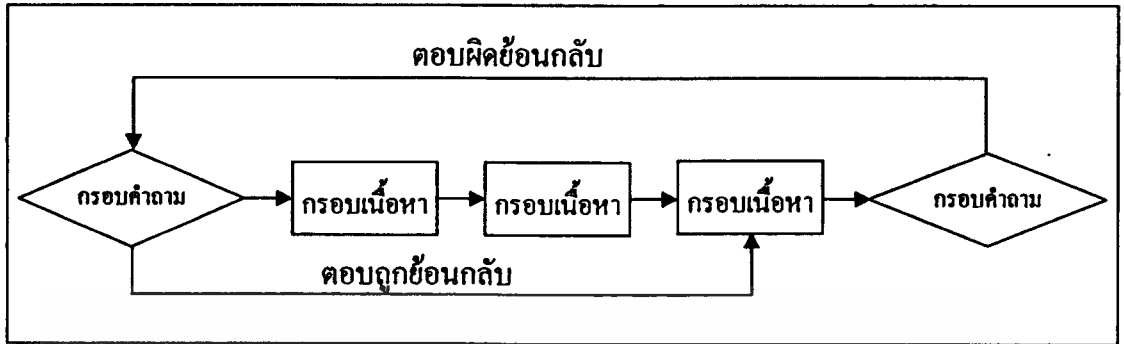 ตอบผิดย้อนกลับ
กรอบคำถาม
กรอบเนื้อหา
กรอบเนื้อหา
กรอบเนื้อหา
กรอบคำถาม
ตอบถูกย้อนกลับ